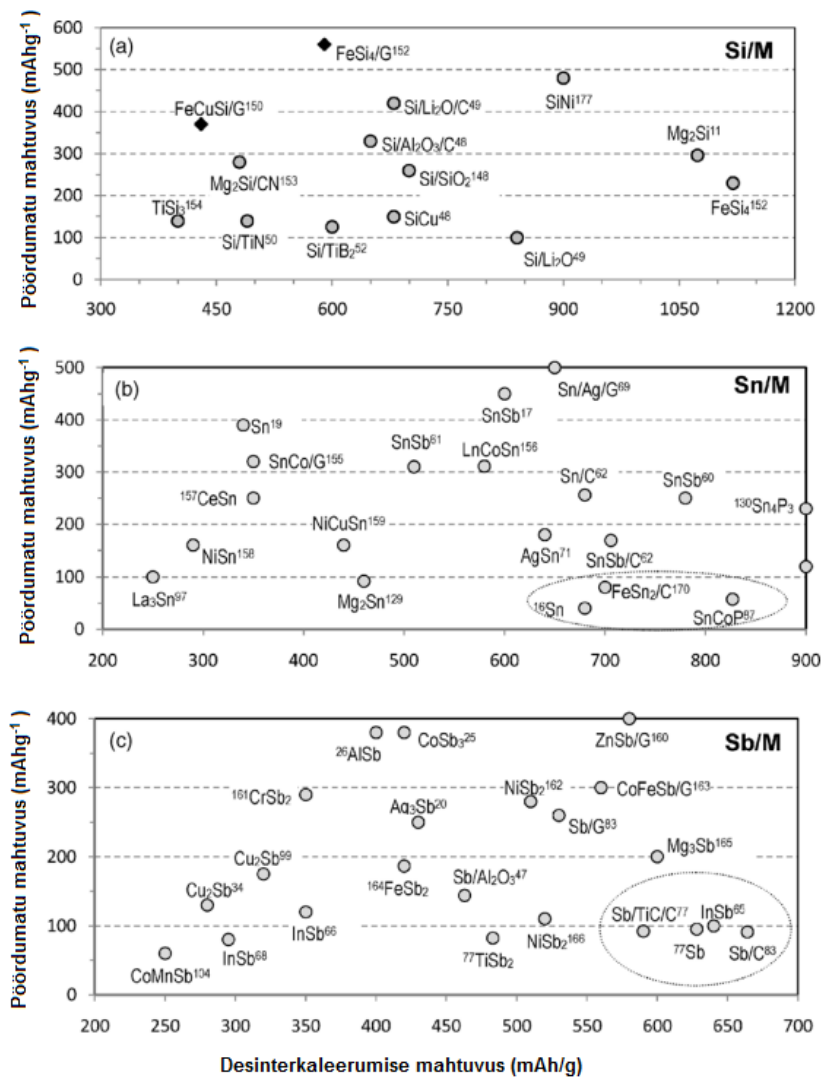 (a)
Si/M
Pöördumatu mahtuvus (mAhg⁻¹ )
600
500
400
300
200
100
0
FeSi₄/G¹⁵²
FeCuSi/G¹⁵⁰
Si/Li₂O/C⁴⁹
SiNi¹⁷⁷
Si/Al₂O₃/C⁴⁸
Mg₂Si¹¹
Mg₂Si/CN¹⁵³
Si/SiO₂¹⁴⁸
FeSi₄¹⁵²
TiSi₃¹⁵⁴
SiCu⁴⁸
Si/TiN⁵⁰
Si/TiB₂⁵²
Si/Li₂O⁴⁹
300 450 600 750 900 1050 1200
(b)
Sn/M
Pöördumatu mahtuvus (mAhg⁻¹ )
500
400
300
200
100
0
Sn/Ag/G⁶⁹
SnSb¹⁷
Sn¹⁹
SnSb⁶¹
LnCoSn¹⁵⁶
SnCo/G¹⁵⁵
Sn/C⁶²
SnSb⁶⁰
¹⁵⁷CeSn
¹³⁰Sn₄P₃
NiCuSn¹⁵⁹
NiSn¹⁵⁸
AgSn⁷¹
SnSb/C⁶²
La₃Sn⁹⁷
Mg₂Sn¹²⁹
FeSn₂/C¹⁷⁰
¹⁶Sn
SnCoP⁸⁷
200 300 400 500 600 700 800 900
(c)
Sb/M
Pöördumatu mahtuvus (mAhg⁻¹ )
400
300
200
100
0
²⁶AlSb
CoSb₃²⁵
ZnSb/G¹⁶⁰
¹⁶¹CrSb₂
NiSb₂¹⁶²
CoFeSb/G¹⁶³
Ag₃Sb²⁰
Sb/G⁸³
Cu₂Sb⁹⁹
Mg₃Sb¹⁶⁵
¹⁶⁴FeSb₂
Sb/Al₂O₃⁴⁷
Cu₂Sb³⁴
Sb/TiC/C⁷⁷
InSb⁶⁵
InSb⁶⁶
InSb⁶⁸
NiSb₂¹⁶⁶
⁷⁷TiSb₂
⁷⁷Sb
Sb/C⁸³
CoMnSb¹⁰⁴
200 250 300 350 400 450 500 550 600 650 700
Desinterkaleerumise mahtuvus (mAh/g)